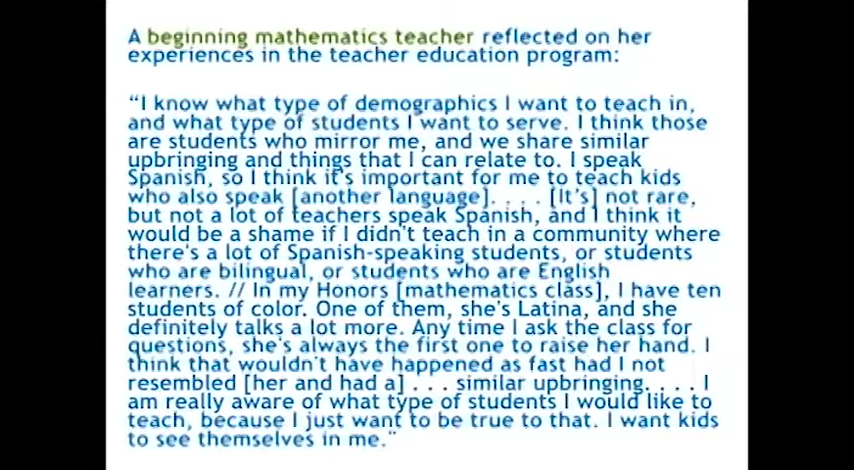 A beginning mathematics teacher reflected on her
experiences in the teacher education program:
“I know what type of demographics I want to teach in,
and what type of students I want to serve. I think those
are students who mirror me, and we share similar
upbringing and things that I can relate to. I speak
Spanish, so I think it's important for me to teach kids
who also speak [another language]. . . . [It's] not rare,
but not a lot of teachers speak Spanish, and I think it
would be a shame if I didn't teach in a community where
there's a lot of Spanish-speaking students, or students
who are bilingual, or students who are English
learners. // In my Honors [mathematics class], I have ten
students of color. One of them, she's Latina, and she
definitely talks a lot more. Any time I ask the class for
questions, she's always the first one to raise her hand. I
think that wouldn't have happened as fast had I not
resembled [her and had a] . . . similar upbringing. . . . I
am really aware of what type of students I would like to
teach, because I just want to be true to that. I want kids
to see themselves in me.”